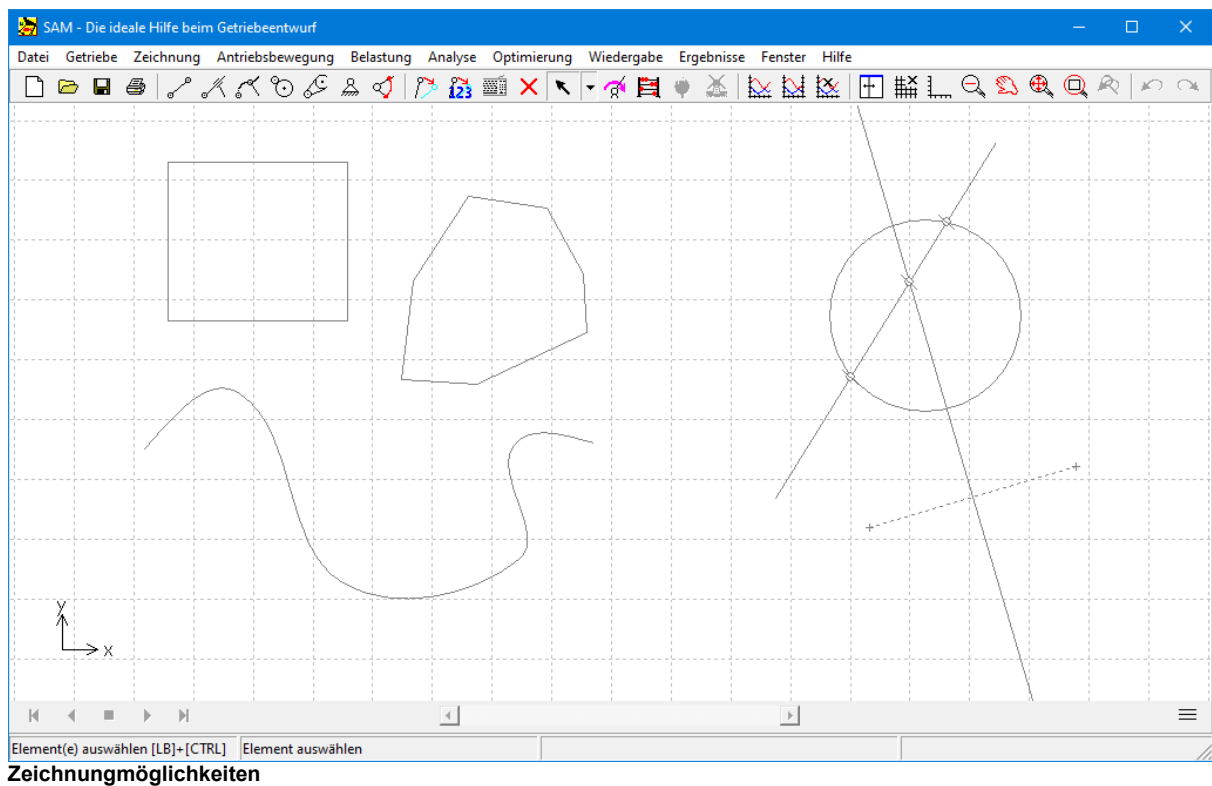 SAM - Die ideale Hilfe beim Getriebeentwurf
Datei Getriebe Zeichnung Antriebsbewegung Belastung Analyse Optimierung Wiedergabe Ergebnisse Fenster Hilfe
123
y
x
Element(e) auswählen [LB]+[CTRL] Element auswählen
Zeichnungmöglichkeiten